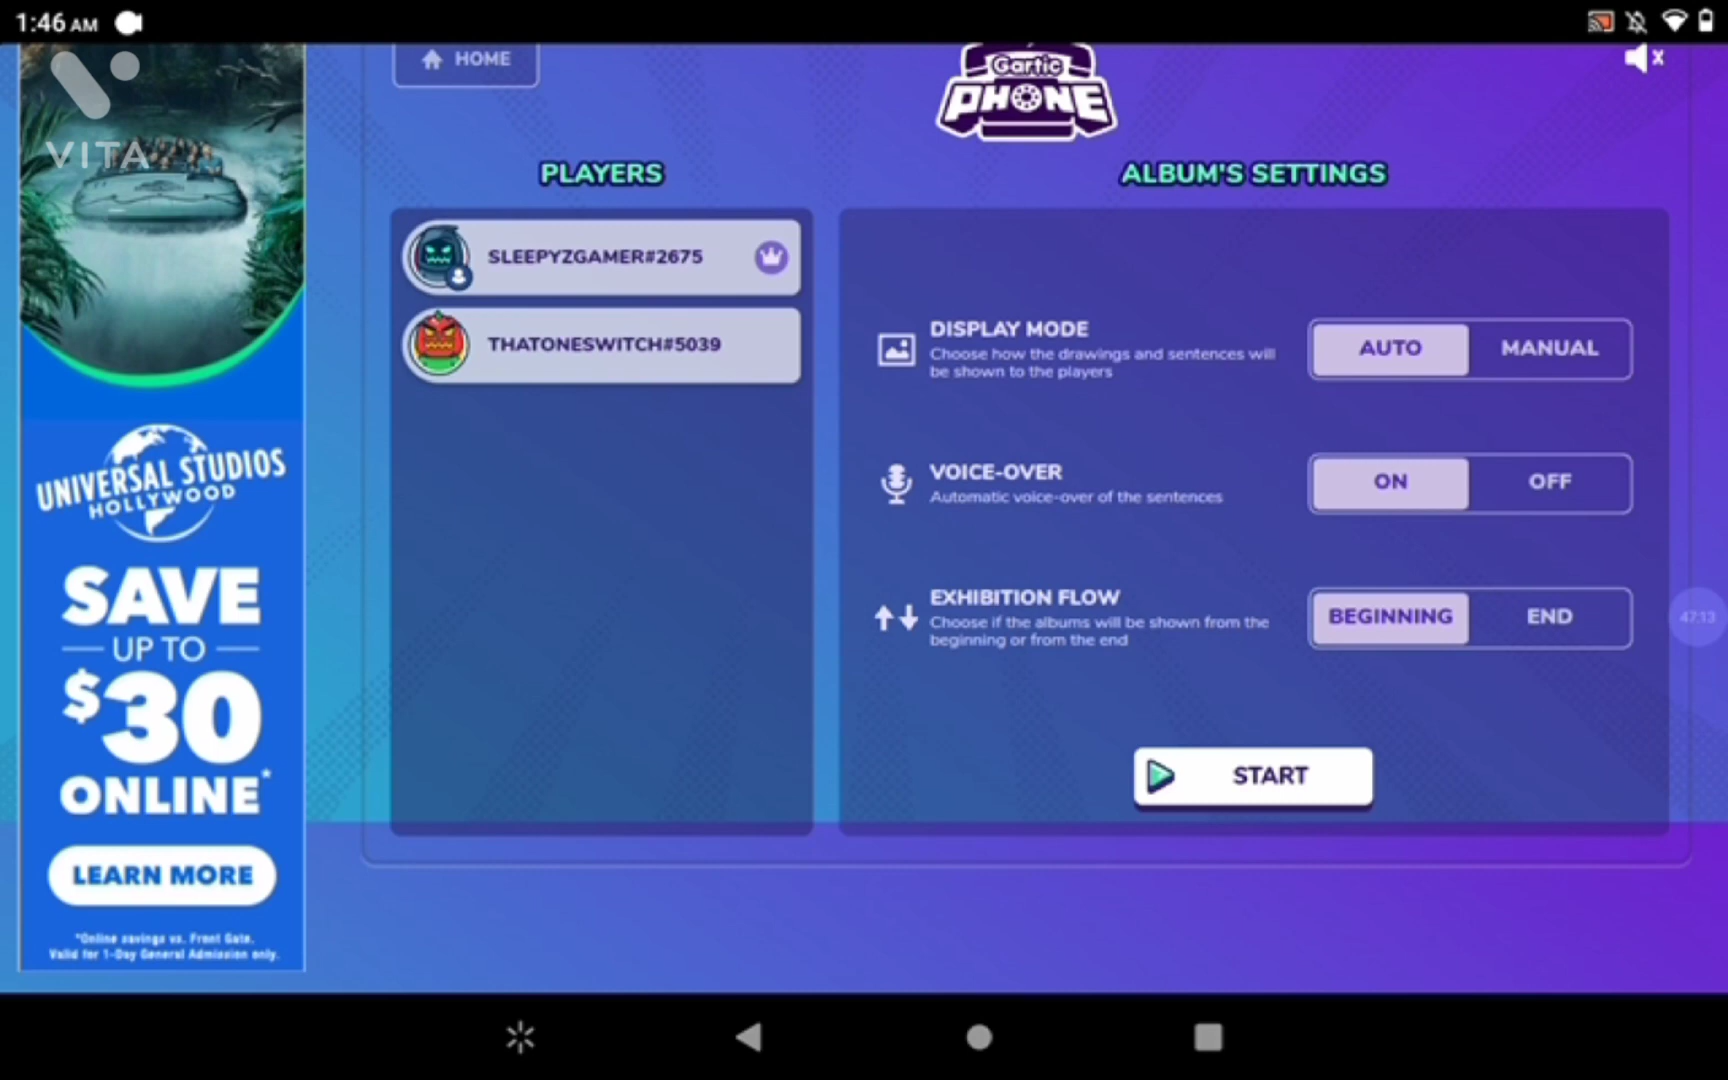 1:46 AM
VITA
HOME
Gartic
PHONE
PLAYERS
SLEEPYZGAMER#2675
THATONESWITCH#5039
ALBUM'S SETTINGS
DISPLAY MODE
Choose how the drawings and sentences will
be shown to the players
AUTO
MANUAL
VOICE-OVER
Automatic voice-over of the sentences
ON
OFF
EXHIBITION FLOW
Choose if the albums will be shown from the
beginning or from the end
BEGINNING
END
47:13
START
UNIVERSAL STUDIOS
HOLLYWOOD
SAVE
UP TO
$30
ONLINE*
LEARN MORE
*Online savings vs. Front Gate.
Valid for 1-Day General Admission only.